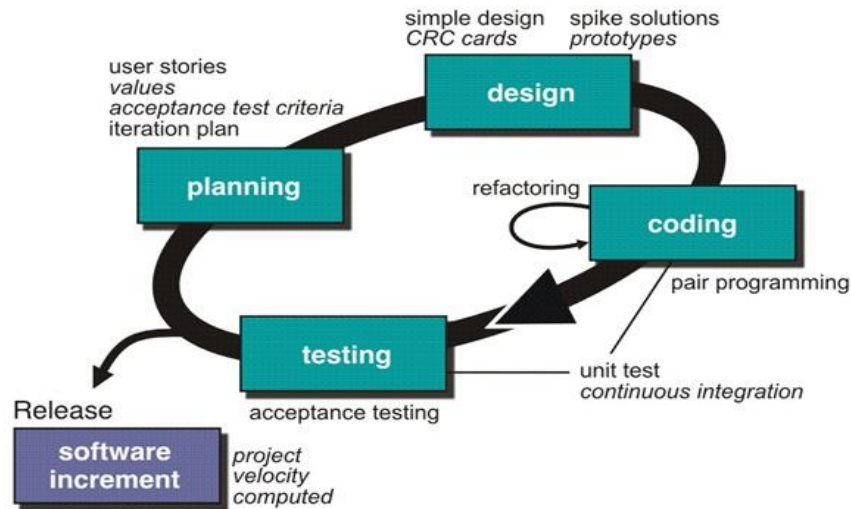 simple design
CRC cards
spike solutions
prototypes
user stories
values
acceptance test criteria
iteration plan
design
planning
refactoring
coding
pair programming
testing
unit test
continuous integration
acceptance testing
Release
software
increment
project
velocity
computed